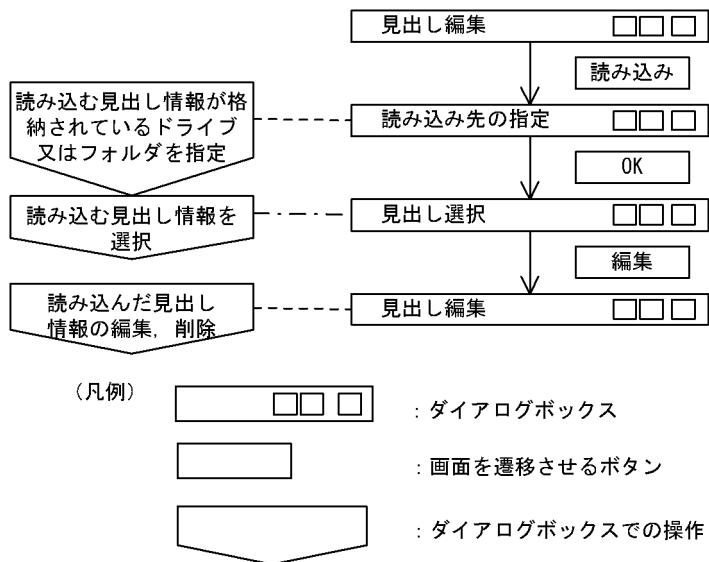 見出し編集
読み込み
読み込む見出し情報が格
納されているドライブ
又はフォルダを指定
読み込み先の指定
OK
読み込む見出し情報を
選択
見出し選択
編集
読み込んだ見出し
情報の編集，削除
見出し編集
（凡例）
：ダイアログボックス
：画面を遷移させるボタン
：ダイアログボックスでの操作